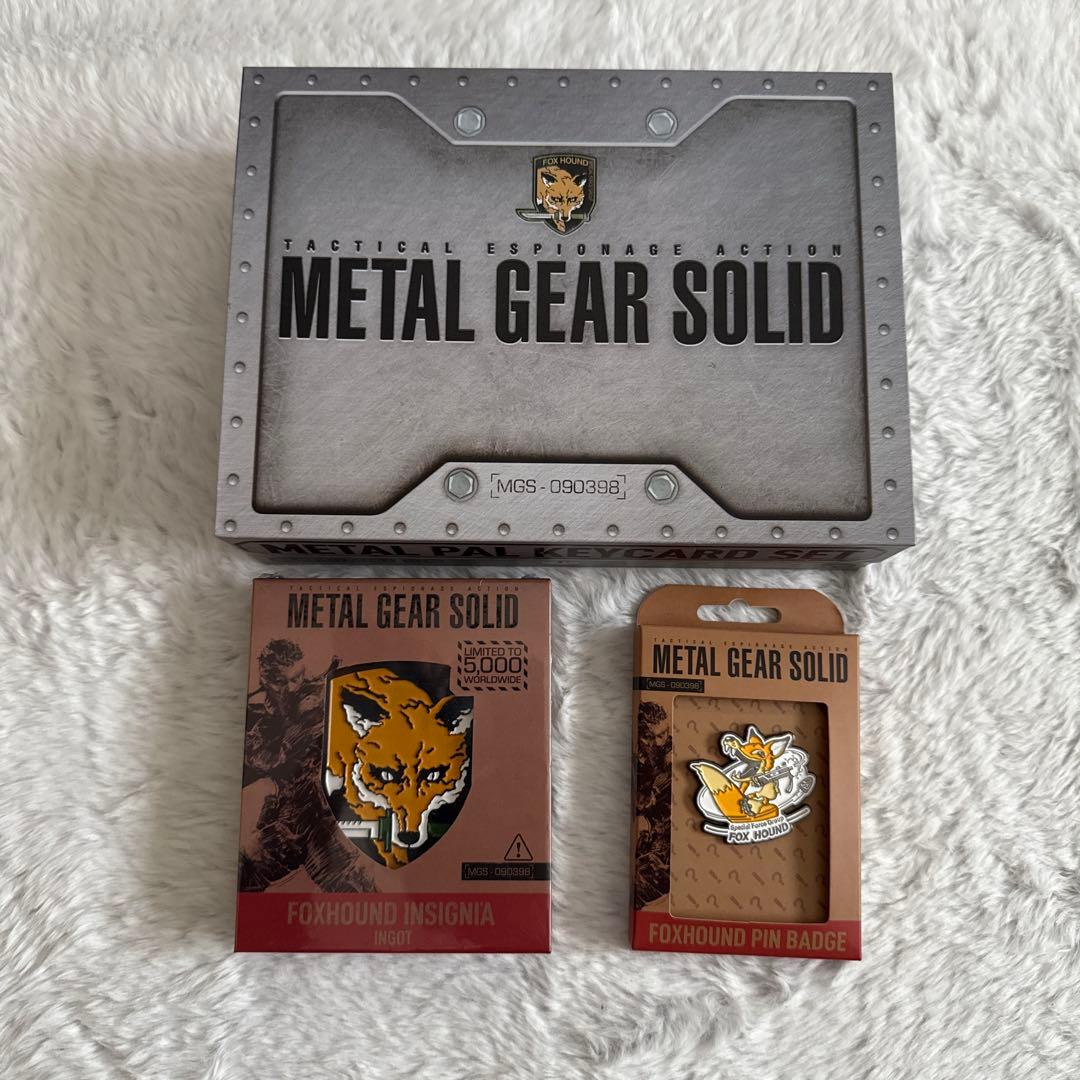 FOX HOUND
TACTICAL ESPIONAGE ACTION
METAL GEAR SOLID
[MGS - 090398]
METAL PAL KEYCARD SET
TACTICAL ESPIONAGE ACTION
METAL GEAR SOLID
LIMITED TO
5,000
WORLDWIDE
[MGS - 090398]
FOXHOUND INSIGNIA
INGOT
TACTICAL ESPIONAGE ACTION
METAL GEAR SOLID
[MGS - 090398]
Special Force Group
FOX HOUND
FOXHOUND PIN BADGE